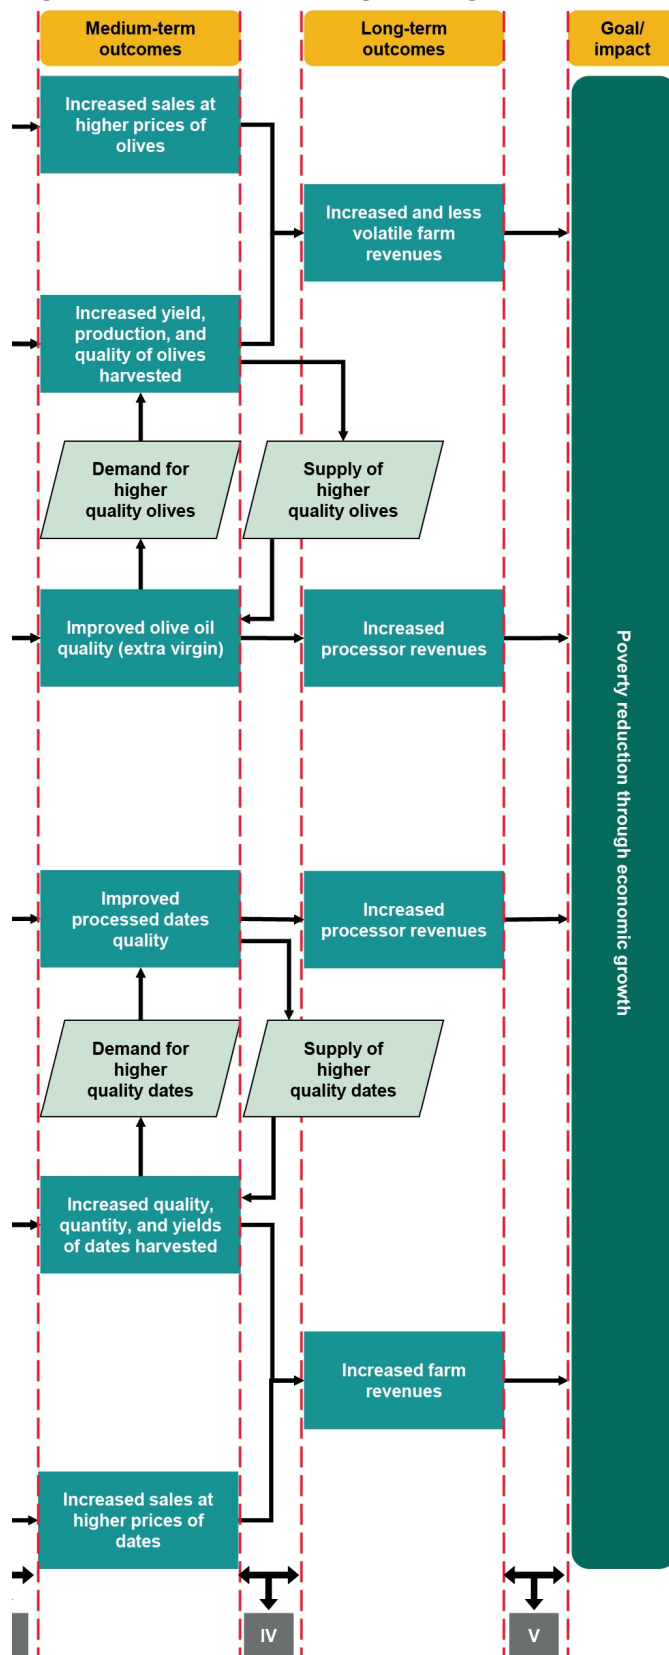 Medium-term
outcomes
Long-term
outcomes
Goal/
impact
Increased sales at
higher prices of
olives
Increased and less
volatile farm
revenues
Increased yield,
production, and
quality of olives
harvested
Demand for
higher
quality olives
Supply of
higher
quality olives
Improved olive oil
quality (extra virgin)
Increased
processor revenues
Poverty reduction through economic growth
Improved
processed dates
quality
Increased
processor revenues
Demand for
higher
quality dates
Supply of
higher
quality dates
Increased quality,
quantity, and yields
of dates harvested
Increased farm
revenues
Increased sales at
higher prices of
dates
IV
V